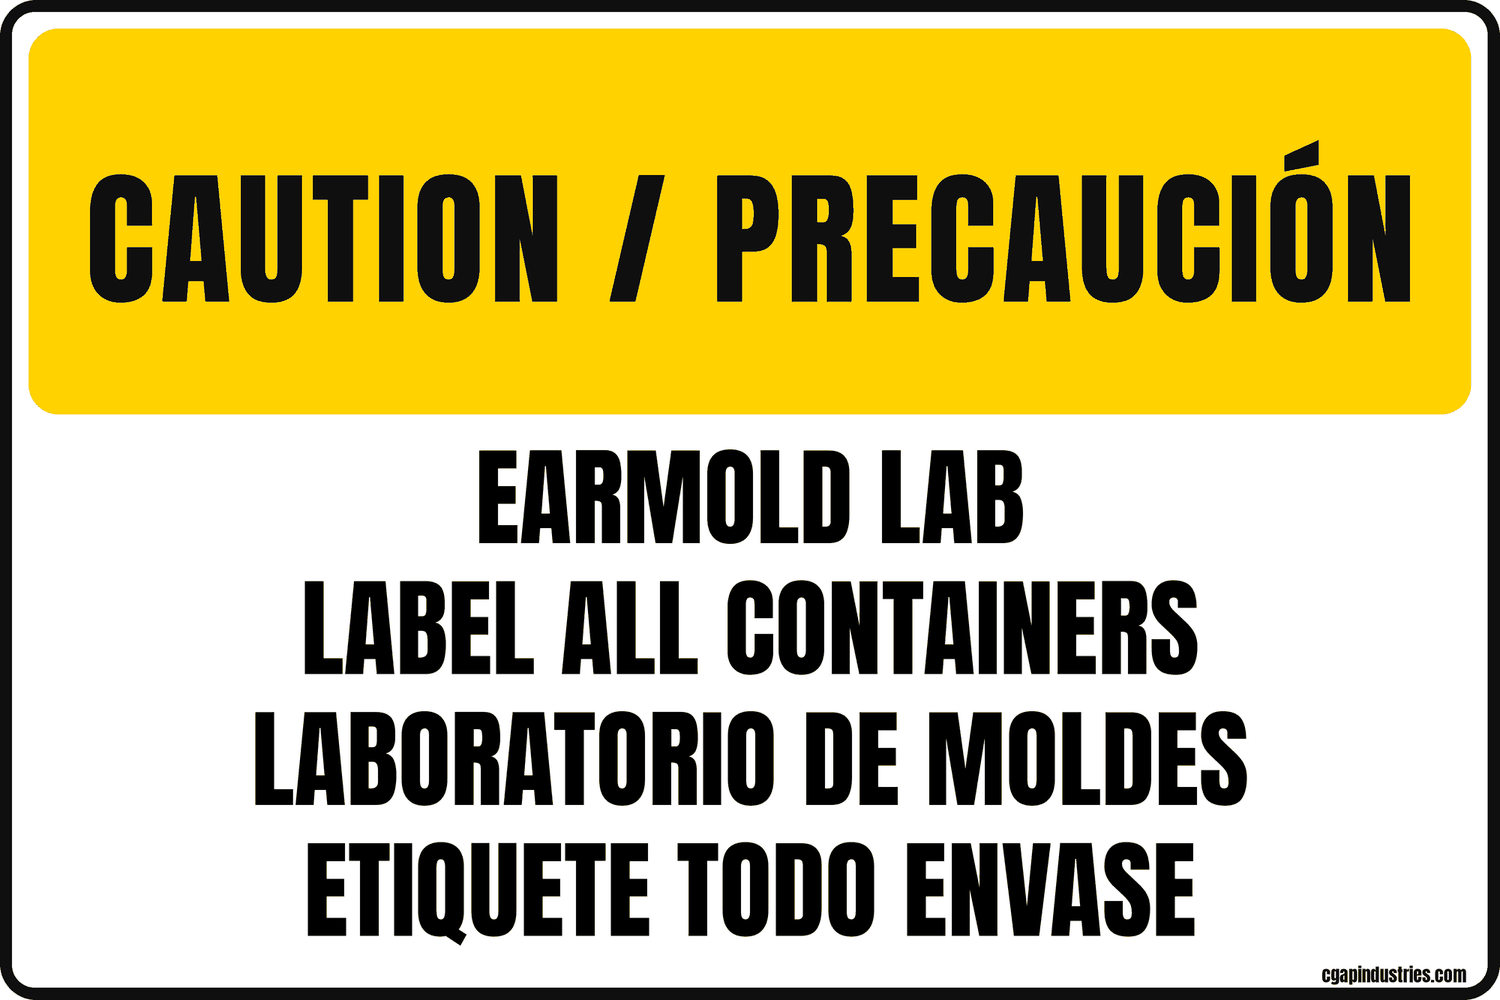 CAUTION / PRECAUCIÓN
EARMOLD LAB
LABEL ALL CONTAINERS
LABORATORIO DE MOLDES
ETIQUETE TODO ENVASE
cgapindustries.com